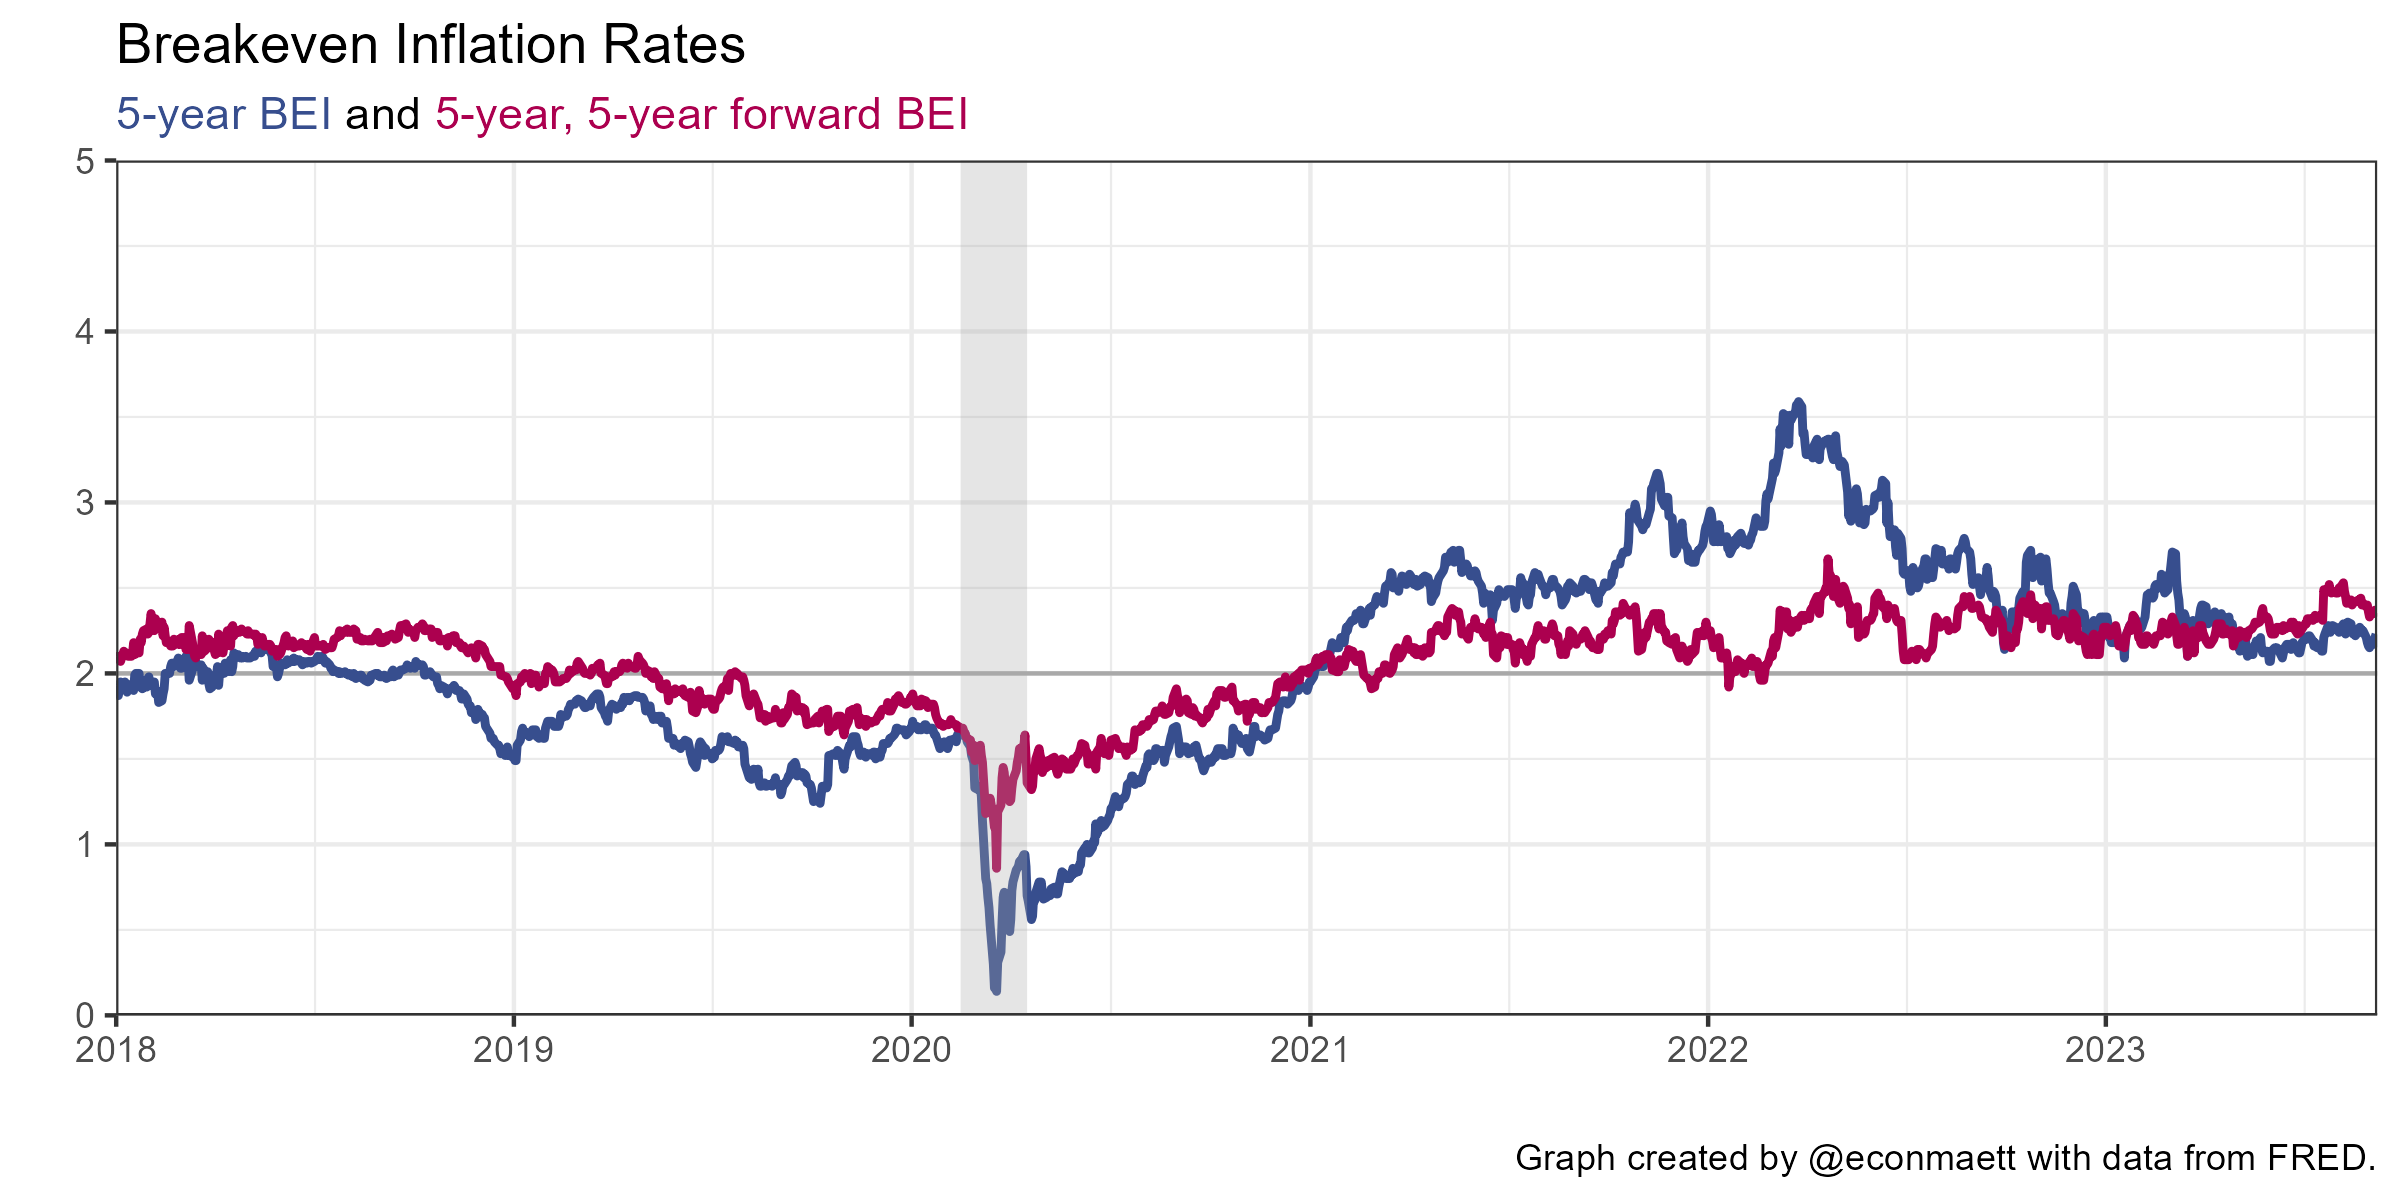 Breakeven Inflation Rates
5-year BEI and 5-year, 5-year forward BEI
5
4
3
2
1
0
2018 2019 2020 2021 2022 2023
Graph created by @econmaett with data from FRED.